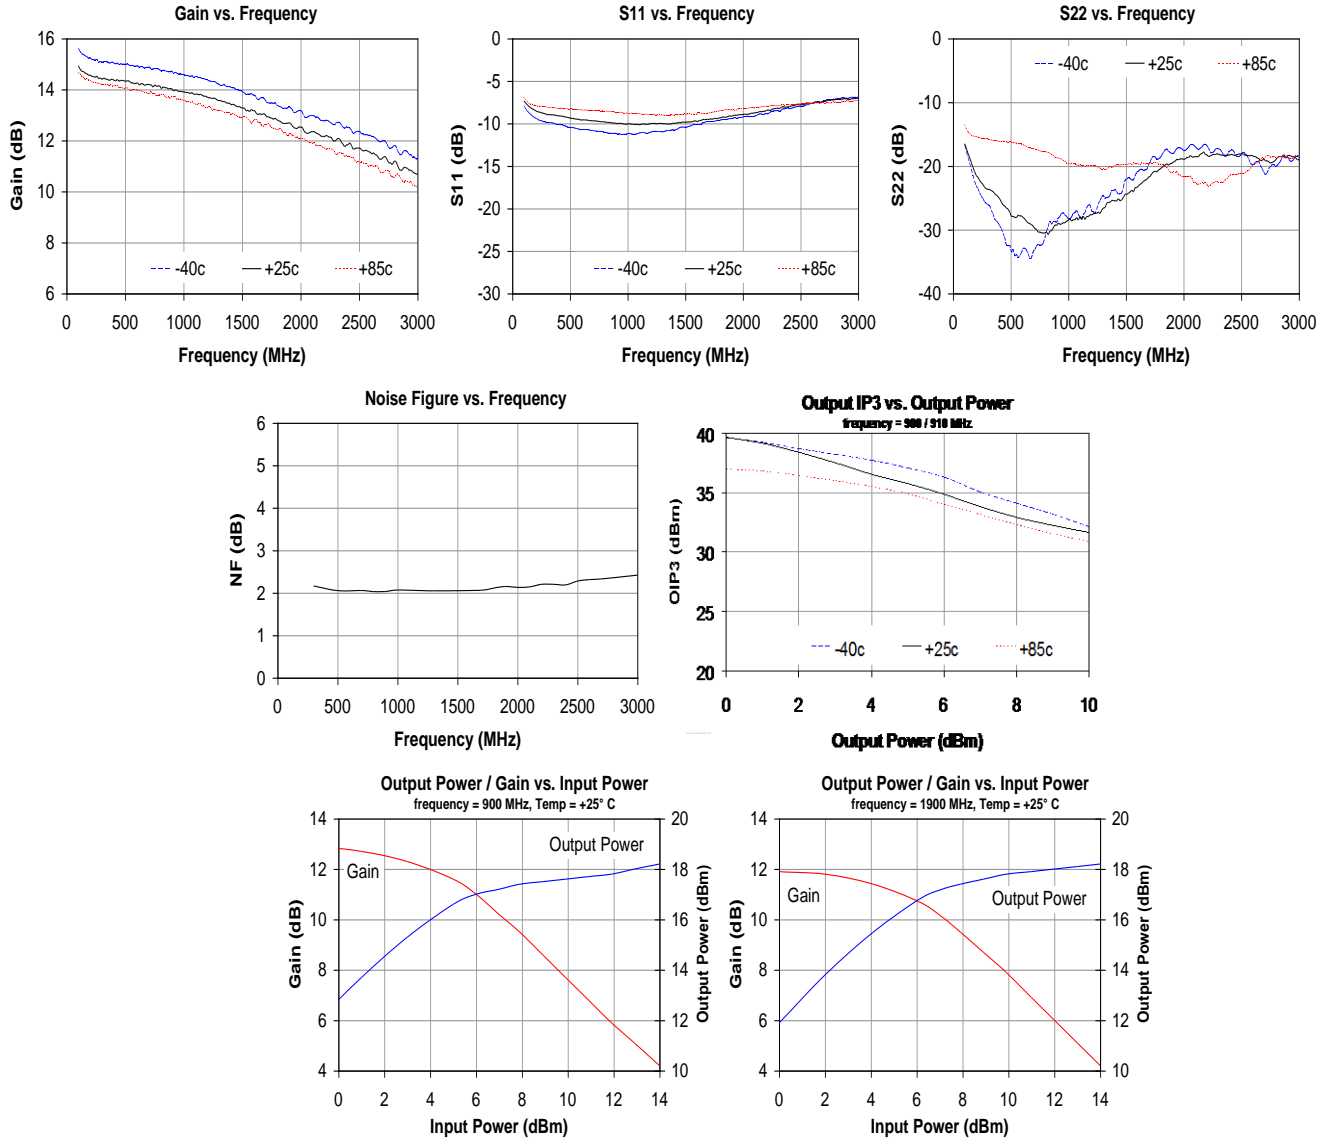 Gain vs. Frequency
16
14
12
10
8
6
Gain (dB)
-40c +25c +85c
0 500 1000 1500 2000 2500 3000
Frequency (MHz)
S11 vs. Frequency
0
-5
-10
-15
-20
-25
-30
S11 (dB)
-40c +25c +85c
0 500 1000 1500 2000 2500 3000
Frequency (MHz)
S22 vs. Frequency
0
-10
-20
-30
-40
S22 (dB)
-40c +25c +85c
0 500 1000 1500 2000 2500 3000
Frequency (MHz)
Noise Figure vs. Frequency
6
5
4
3
2
1
0
NF (dB)
0 500 1000 1500 2000 2500 3000
Frequency (MHz)
Output IP3 vs. Output Power
frequency = 900 / 910 MHz
40
35
30
25
20
OIP3 (dBm)
-40c +25c +85c
0 2 4 6 8 10
Output Power (dBm)
Output Power / Gain vs. Input Power
frequency = 900 MHz, Temp = +25° C
14
12
10
8
6
4
Gain (dB)
Gain
Output Power
20
18
16
14
12
10
Output Power (dBm)
0 2 4 6 8 10 12 14
Input Power (dBm)
Output Power / Gain vs. Input Power
frequency = 1900 MHz, Temp = +25° C
14
12
10
8
6
4
Gain (dB)
Gain
Output Power
20
18
16
14
12
10
Output Power (dBm)
0 2 4 6 8 10 12 14
Input Power (dBm)